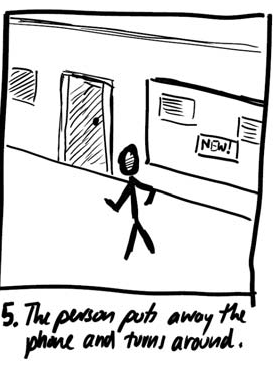 NEW!
5. The person puts away the
phone and turns around.